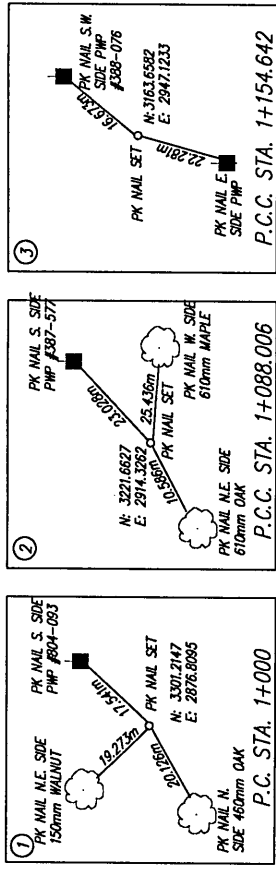 1
PK NAIL N.E. SIDE
150mm WALNUT
PK NAIL S. SIDE
PWP #804-093
19.273m
17.541m
PK NAIL SET
N: 3301.2147
E: 2876.8095
20.126m
PK NAIL N.
SIDE 460mm OAK
P.C. STA. 1+000
2
PK NAIL S. SIDE
PWP #387-577
23.028m
N: 3221.6627
E: 2914.3262
25.436m
PK NAIL SET
10.586m
PK NAIL W. SIDE
610mm MAPLE
PK NAIL N.E. SIDE
610mm OAK
P.C.C. STA. 1+088.006
3
PK NAIL S.W.
SIDE PWP
#388-076
16.673m
PK NAIL SET
N: 3163.6582
E: 2947.1233
22.281m
PK NAIL E.
SIDE PWP
P.C.C. STA. 1+154.642